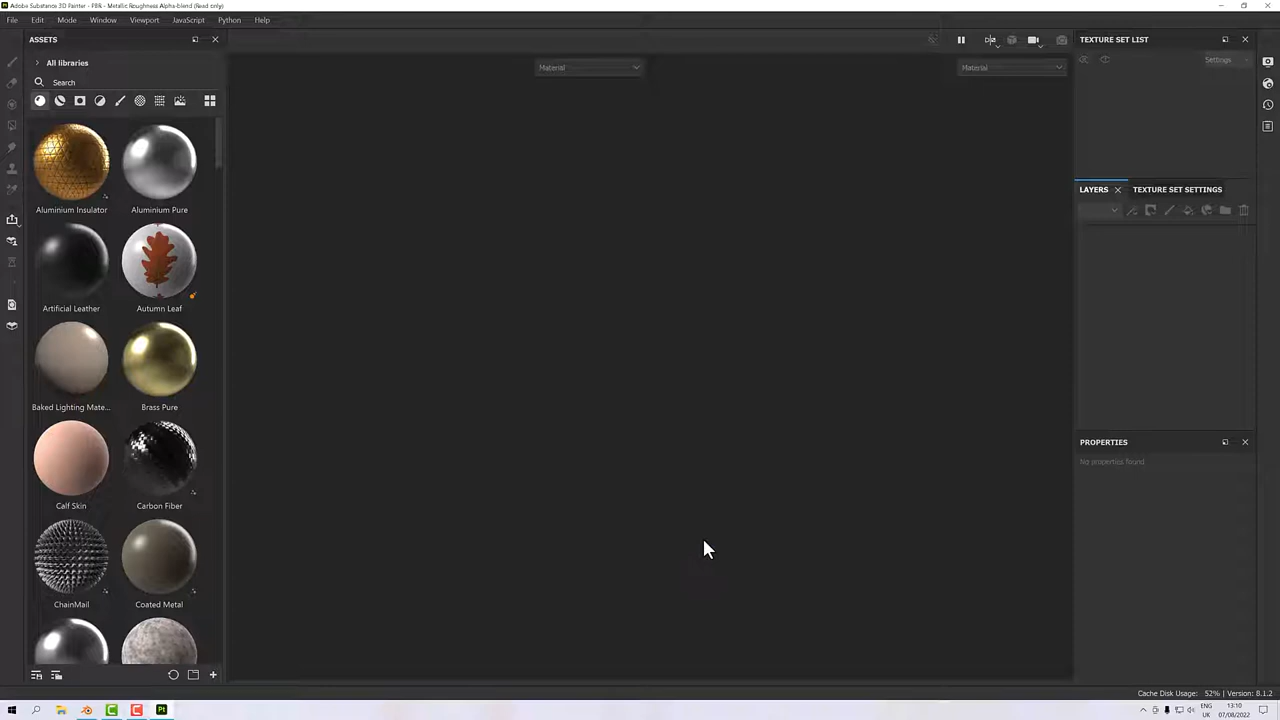 Adobe Substance 3D Painter - PBR - Metallic Roughness Alpha-blend (Read only)
File Edit Mode Window Viewport JavaScript Python Help
ASSETS
All libraries
Search
Aluminium Insulator Aluminium Pure
Artificial Leather Autumn Leaf
Baked Lighting Mate... Brass Pure
Calf Skin Carbon Fiber
ChainMail Coated Metal
Material Material
TEXTURE SET LIST
Settings
LAYERS TEXTURE SET SETTINGS
PROPERTIES
No properties found
Cache Disk Usage: 52% | Version: 8.1.2
Pt
ENG
UK
13:10
07/08/2022